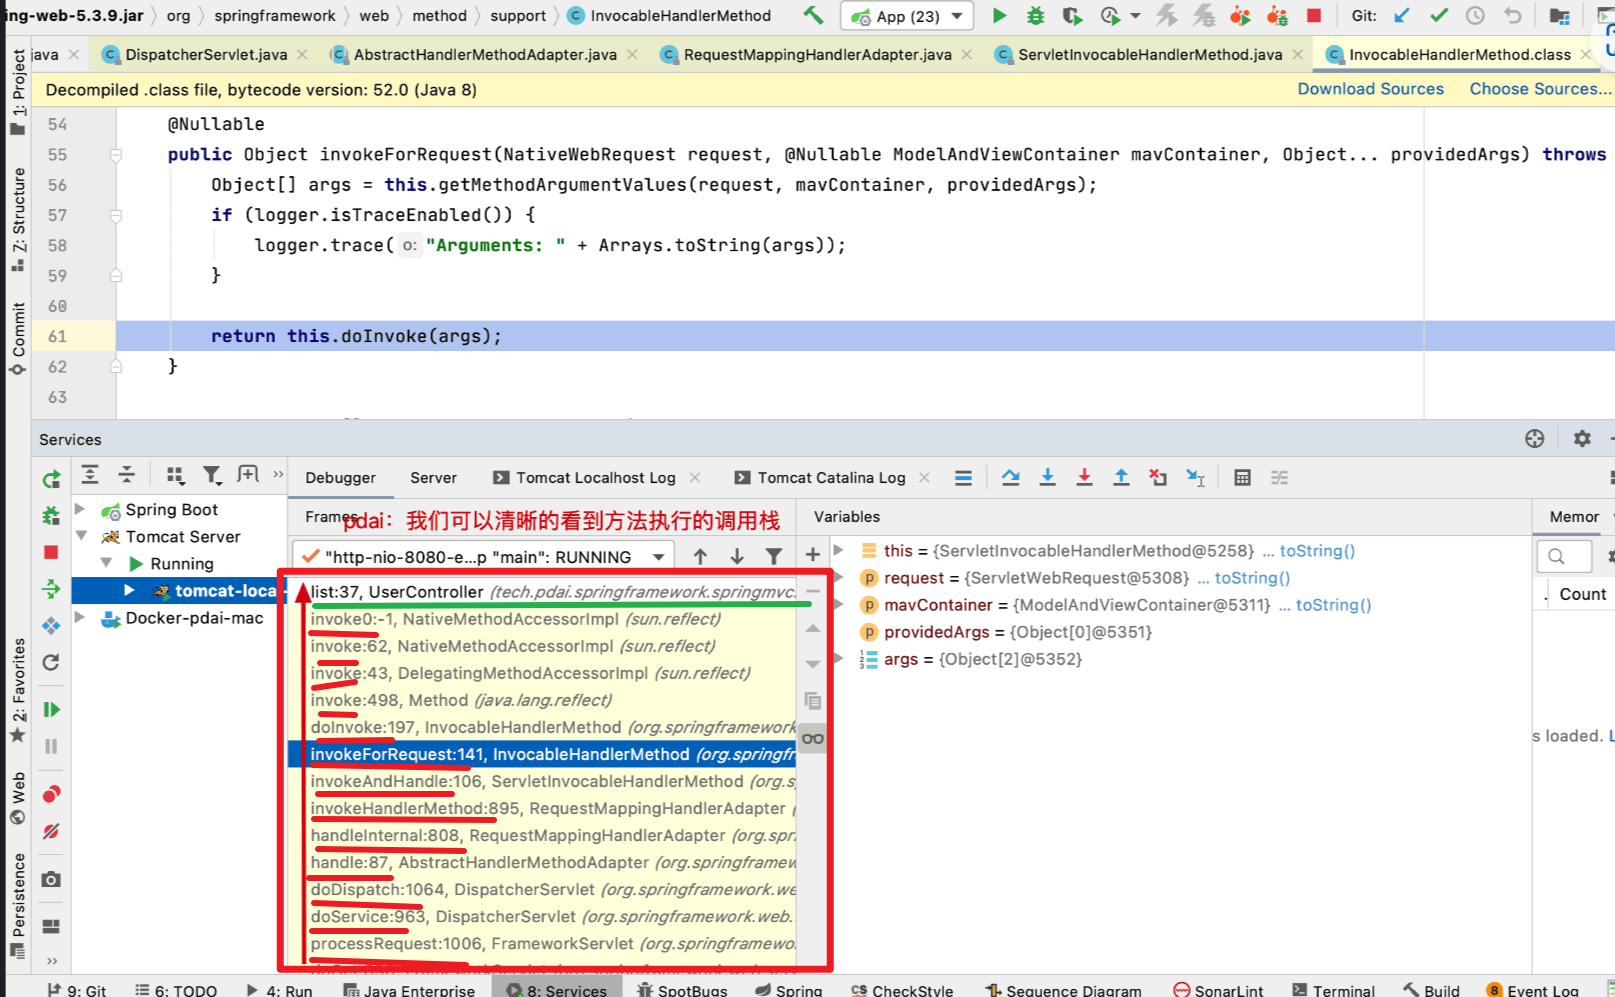 ing-web-5.3.9.jar 〉 org 〉 springframework 〉 web 〉 method 〉 support 〉 InvocableHandlerMethod
App (23)
Git:
java
DispatcherServlet.java
AbstractHandlerMethodAdapter.java
RequestMappingHandlerAdapter.java
ServletInvocableHandlerMethod.java
InvocableHandlerMethod.class
Decompiled .class file, bytecode version: 52.0 (Java 8)
Download Sources
Choose Sources...
1: Project
Z: Structure
Commit
2: Favorites
Web
Persistence
54 @Nullable
55 public Object invokeForRequest(NativeWebRequest request, @Nullable ModelAndViewContainer mavContainer, Object... providedArgs) throws
56 Object[] args = this.getMethodArgumentValues(request, mavContainer, providedArgs);
57 if (logger.isTraceEnabled()) {
58 logger.trace( o: "Arguments: " + Arrays.toString(args));
59 }
60
61 return this.doInvoke(args);
62 }
63
Services
Debugger
Server
Tomcat Localhost Log
Tomcat Catalina Log
Spring Boot
Tomcat Server
Running
tomcat-loca
Docker-pdai-mac
Frames
pdai：我们可以清晰的看到方法执行的调用栈
"http-nio-8080-e...p "main": RUNNING
list:37, UserController (tech.pdai.springframework.springmvc.
invoke0:-1, NativeMethodAccessorImpl (sun.reflect)
invoke:62, NativeMethodAccessorImpl (sun.reflect)
invoke:43, DelegatingMethodAccessorImpl (sun.reflect)
invoke:498, Method (java.lang.reflect)
doInvoke:197, InvocableHandlerMethod (org.springframework
invokeForRequest:141, InvocableHandlerMethod (org.springfr
invokeAndHandle:106, ServletInvocableHandlerMethod (org.s
invokeHandlerMethod:895, RequestMappingHandlerAdapter (
handleInternal:808, RequestMappingHandlerAdapter (org.spr
handle:87, AbstractHandlerMethodAdapter (org.springframew
doDispatch:1064, DispatcherServlet (org.springframework.we
doService:963, DispatcherServlet (org.springframework.web.
processRequest:1006, FrameworkServlet (org.springframewo
Variables
this = {ServletInvocableHandlerMethod@5258} ... toString()
request = {ServletWebRequest@5308} ... toString()
mavContainer = {ModelAndViewContainer@5311} ... toString()
providedArgs = {Object[0]@5351}
args = {Object[2]@5352}
Memor
Count
s loaded. L
9: Git
6: TODO
4: Run
Java Enterprise
8: Services
SpotBugs
Spring
CheckStyle
Sequence Diagram
SonarLint
Terminal
Build
8 Event Log